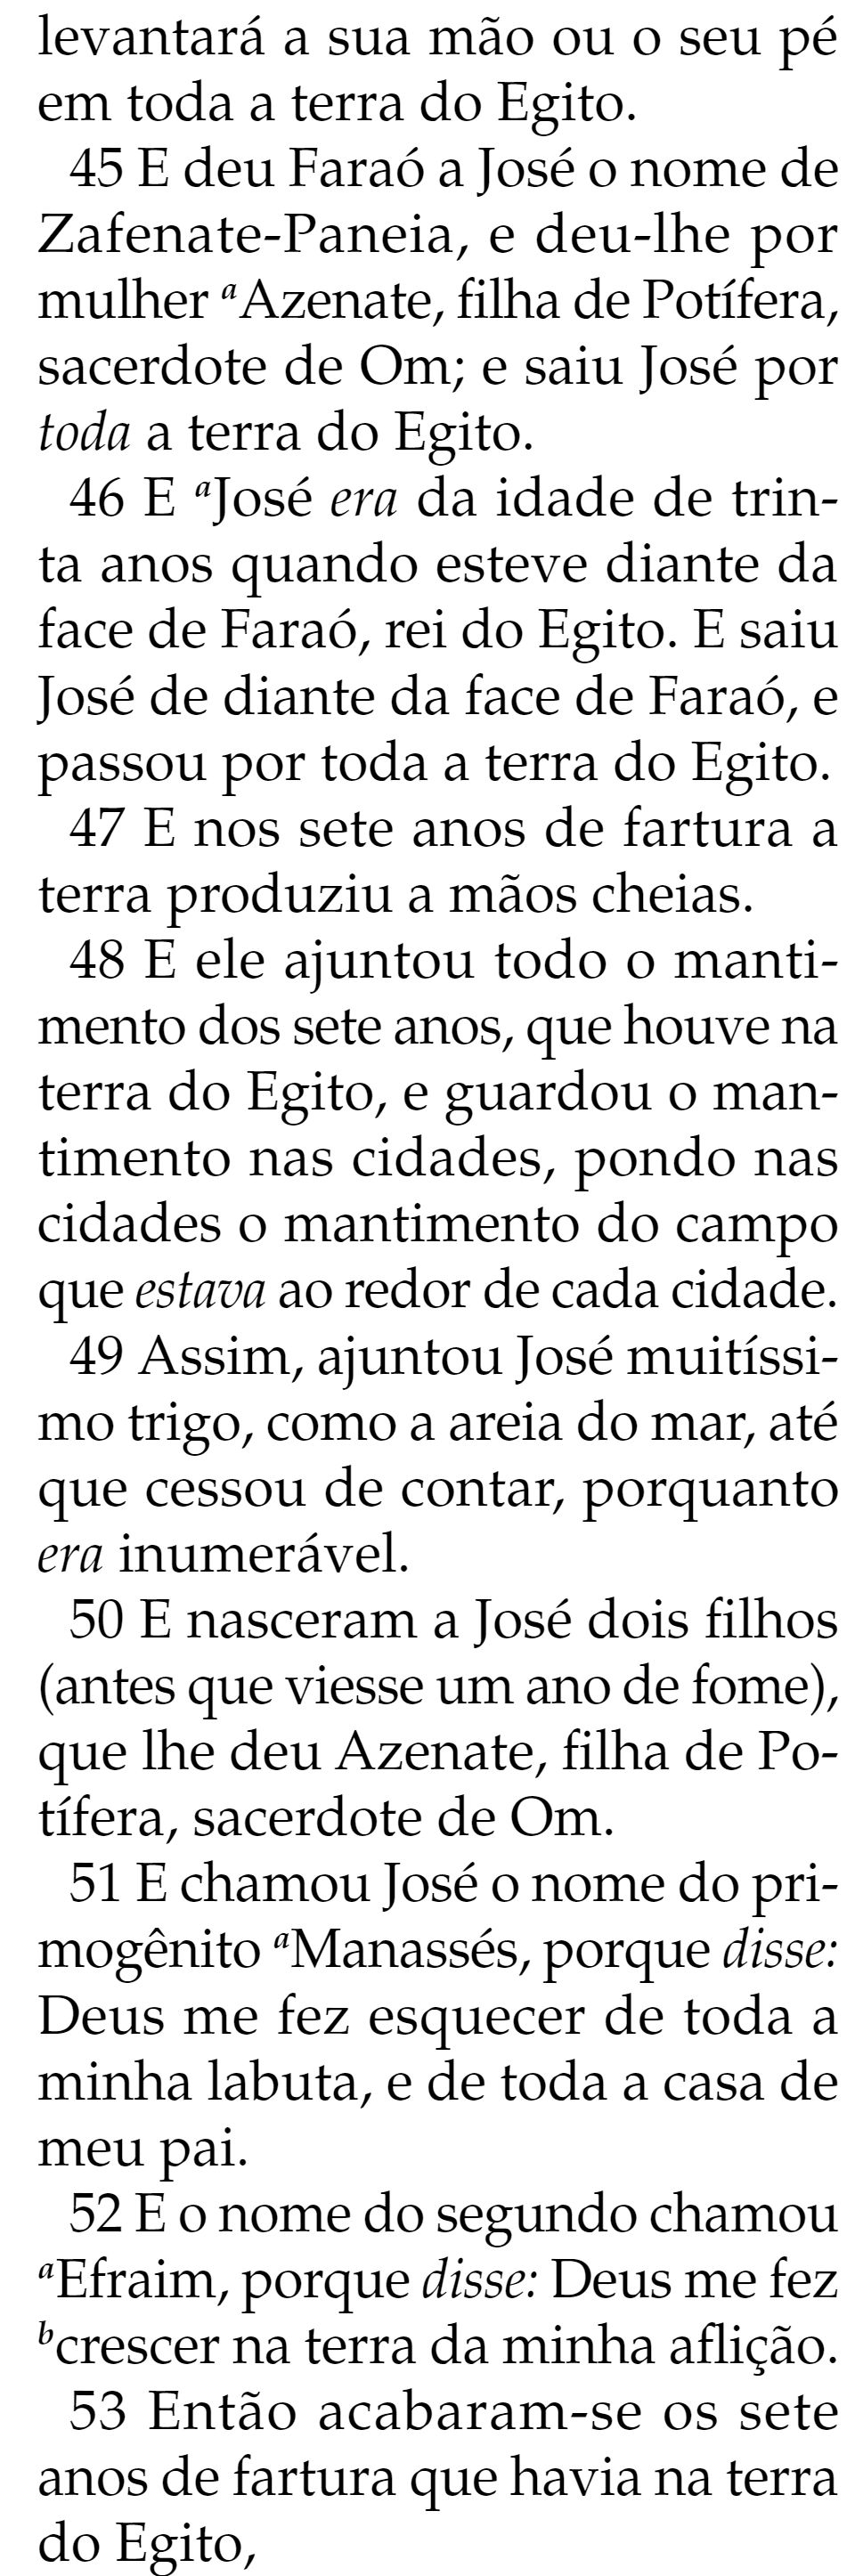 levantará a sua mão ou o seu pé
em toda a terra do Egito.
45 E deu Faraó a José o nome de
Zafenate-Paneia, e deu-lhe por
mulher ᵃAzenate, filha de Potífera,
sacerdote de Om; e saiu José por
toda a terra do Egito.
46 E ᵃJosé era da idade de trin-
ta anos quando esteve diante da
face de Faraó, rei do Egito. E saiu
José de diante da face de Faraó, e
passou por toda a terra do Egito.
47 E nos sete anos de fartura a
terra produziu a mãos cheias.
48 E ele ajuntou todo o manti-
mento dos sete anos, que houve na
terra do Egito, e guardou o man-
timento nas cidades, pondo nas
cidades o mantimento do campo
que estava ao redor de cada cidade.
49 Assim, ajuntou José muitíssi-
mo trigo, como a areia do mar, até
que cessou de contar, porquanto
era inumerável.
50 E nasceram a José dois filhos
(antes que viesse um ano de fome),
que lhe deu Azenate, filha de Po-
tífera, sacerdote de Om.
51 E chamou José o nome do pri-
mogênito ᵃManassés, porque disse:
Deus me fez esquecer de toda a
minha labuta, e de toda a casa de
meu pai.
52 E o nome do segundo chamou
ᵃEfraim, porque disse: Deus me fez
ᵇcrescer na terra da minha aflição.
53 Então acabaram-se os sete
anos de fartura que havia na terra
do Egito,